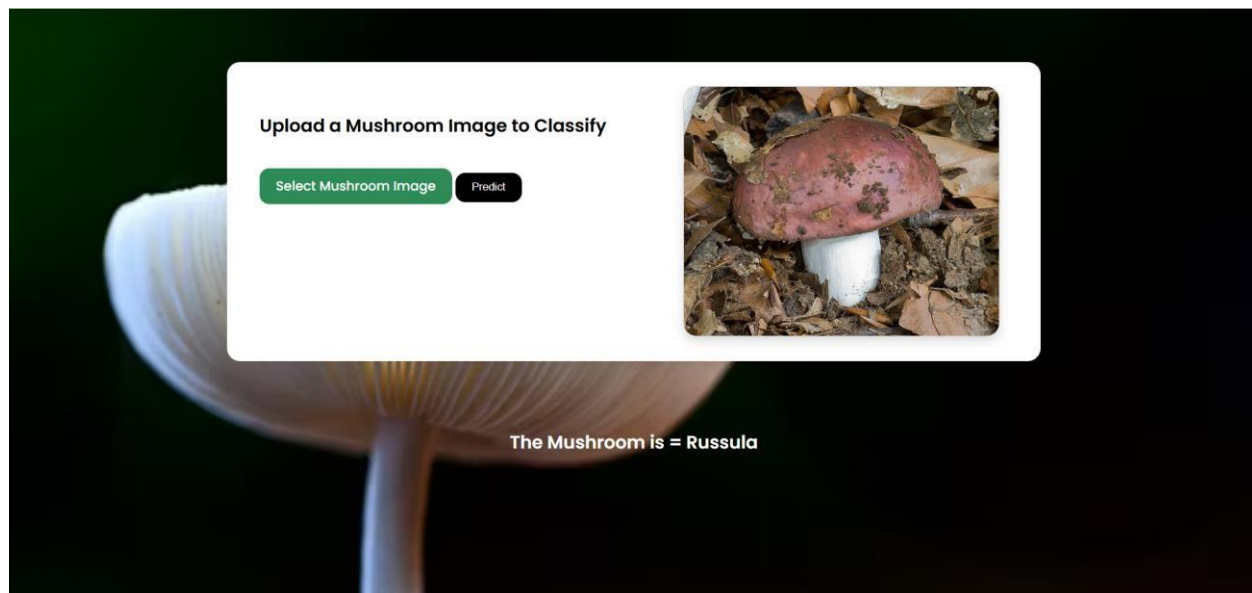 Upload a Mushroom Image to Classify
Select Mushroom Image Predict
The Mushroom is = Russula